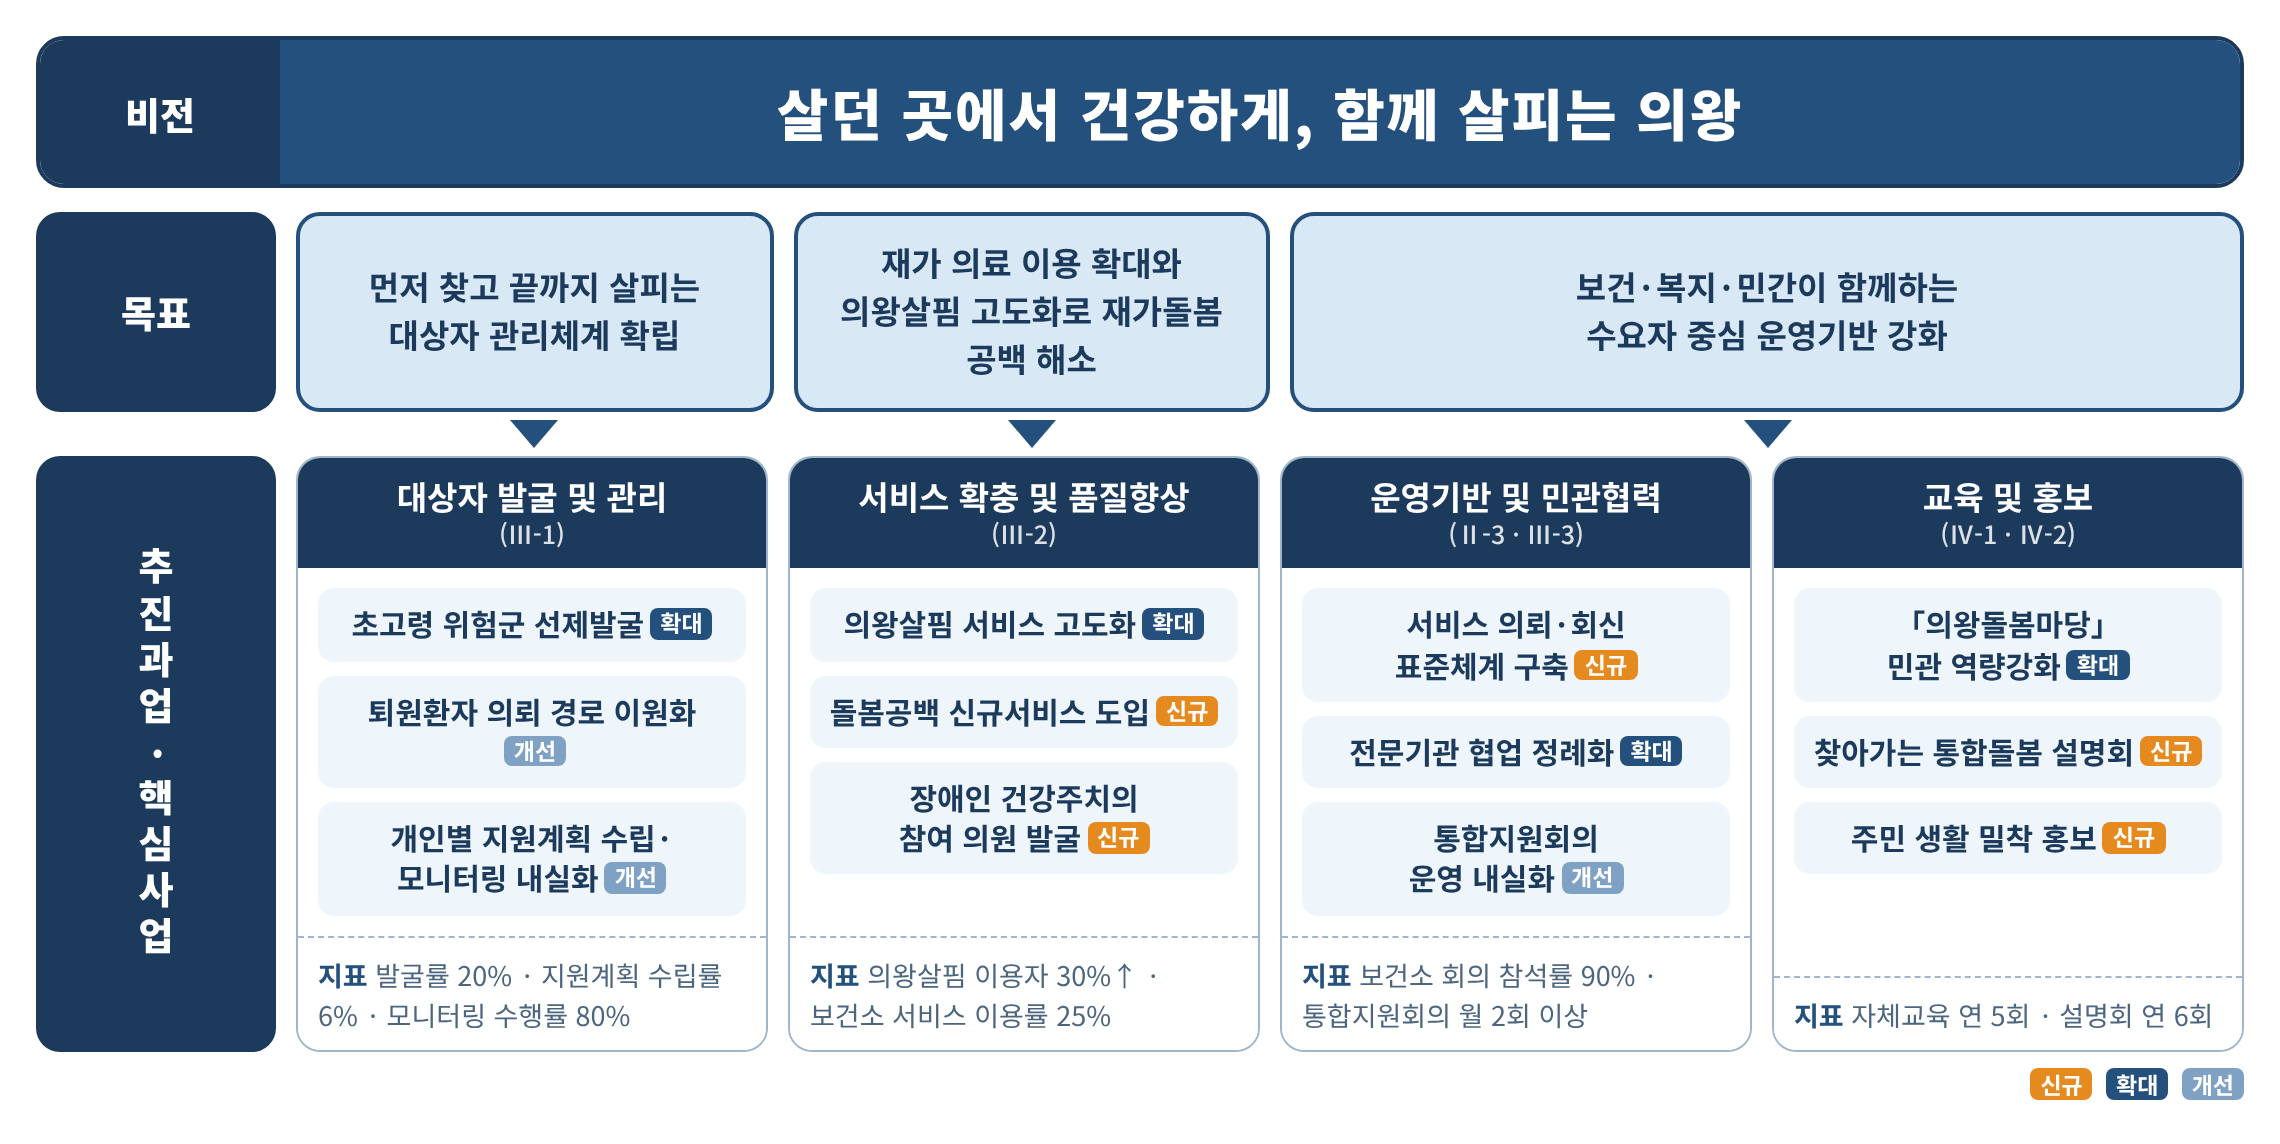 비전
살던 곳에서 건강하게, 함께 살피는 의왕
목표
먼저 찾고 끝까지 살피는
대상자 관리체계 확립
재가 의료 이용 확대와
의왕살핌 고도화로 재가돌봄
공백 해소
보건·복지·민간이 함께하는
수요자 중심 운영기반 강화
추진과업·핵심사업
대상자 발굴 및 관리
(Ⅲ-1)
초고령 위험군 선제발굴 확대
퇴원환자 의뢰 경로 이원화
개선
개인별 지원계획 수립·
모니터링 내실화 개선
지표 발굴률 20% · 지원계획 수립률
6% · 모니터링 수행률 80%
서비스 확충 및 품질향상
(Ⅲ-2)
의왕살핌 서비스 고도화 확대
돌봄공백 신규서비스 도입 신규
장애인 건강주치의
참여 의원 발굴 신규
지표 의왕살핌 이용자 30%↑ ·
보건소 서비스 이용률 25%
운영기반 및 민관협력
(Ⅱ-3 · Ⅲ-3)
서비스 의뢰·회신
표준체계 구축 신규
전문기관 협업 정례화 확대
통합지원회의
운영 내실화 개선
지표 보건소 회의 참석률 90% ·
통합지원회의 월 2회 이상
교육 및 홍보
(Ⅳ-1 · Ⅳ-2)
「의왕돌봄마당」
민관 역량강화 확대
찾아가는 통합돌봄 설명회 신규
주민 생활 밀착 홍보 신규
지표 자체교육 연 5회 · 설명회 연 6회
신규 확대 개선